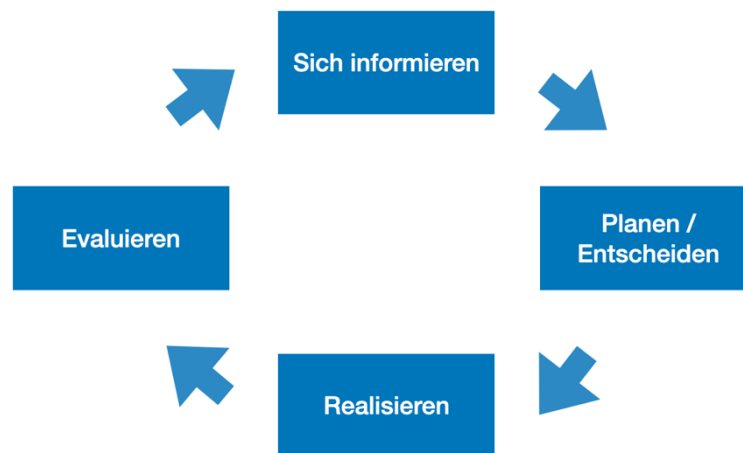 Sich informieren
Evaluieren
Planen /
Entscheiden
Realisieren